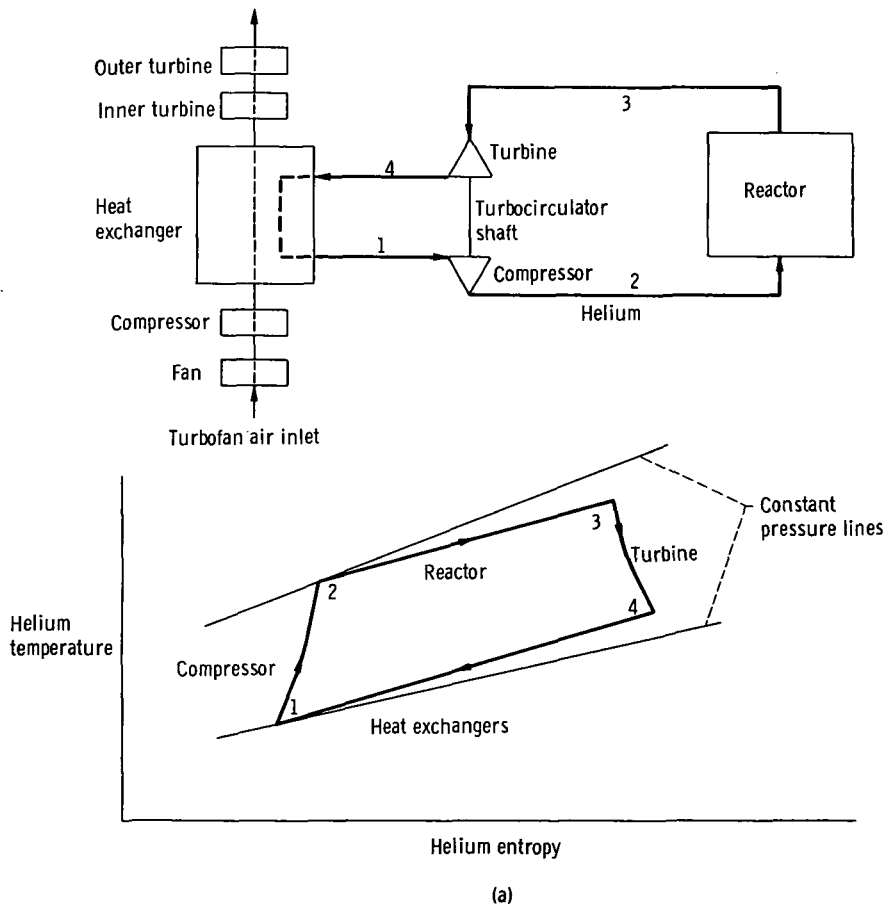 Outer turbine
Inner turbine
3
Turbine
4
Reactor
Heat
exchanger
Turbocirculator
shaft
1
Compressor
2
Helium
Compressor
Fan
Turbofan air inlet
Constant
pressure lines
3
Reactor
Turbine
2
4
Helium
temperature
Compressor
1
Heat exchangers
Helium entropy
(a)